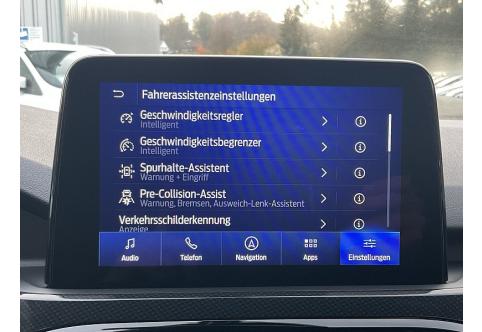 Fahrerassistenzeinstellungen
Geschwindigkeitsregler
Intelligent
Geschwindigkeitsbegrenzer
Intelligent
Spurhalte-Assistent
Warnung + Eingriff
Pre-Collision-Assist
Warnung, Bremsen, Ausweich-Lenk-Assistent
Verkehrsschilderkennung
Anzeige
Audio Telefon Navigation Apps Einstellungen